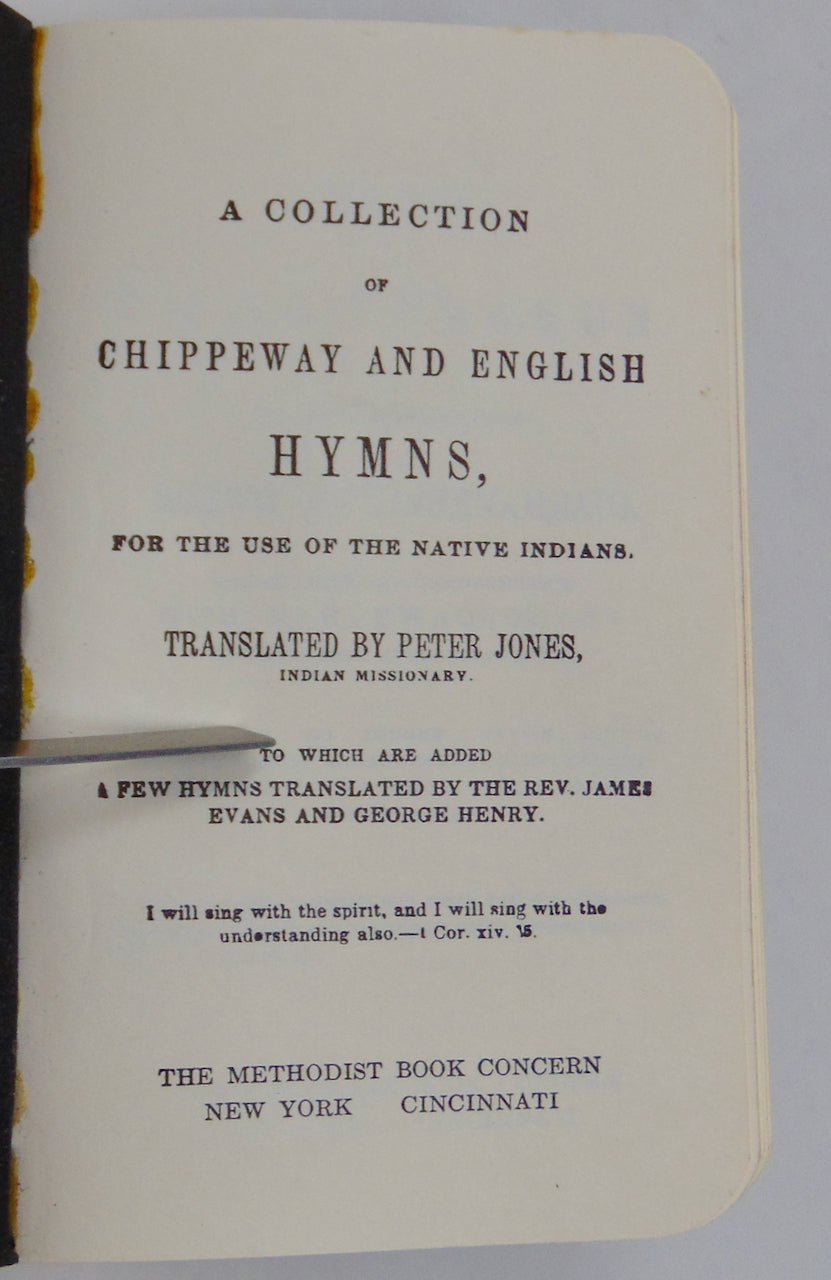 A COLLECTION
OF
CHIPPEWAY AND ENGLISH
HYMNS,
FOR THE USE OF THE NATIVE INDIANS.
TRANSLATED BY PETER JONES,
INDIAN MISSIONARY.
TO WHICH ARE ADDED
A FEW HYMNS TRANSLATED BY THE REV. JAMES
EVANS AND GEORGE HENRY.
I will sing with the spirit, and I will sing with the
understanding also.—1 Cor. xiv. 15.
THE METHODIST BOOK CONCERN
NEW YORK CINCINNATI